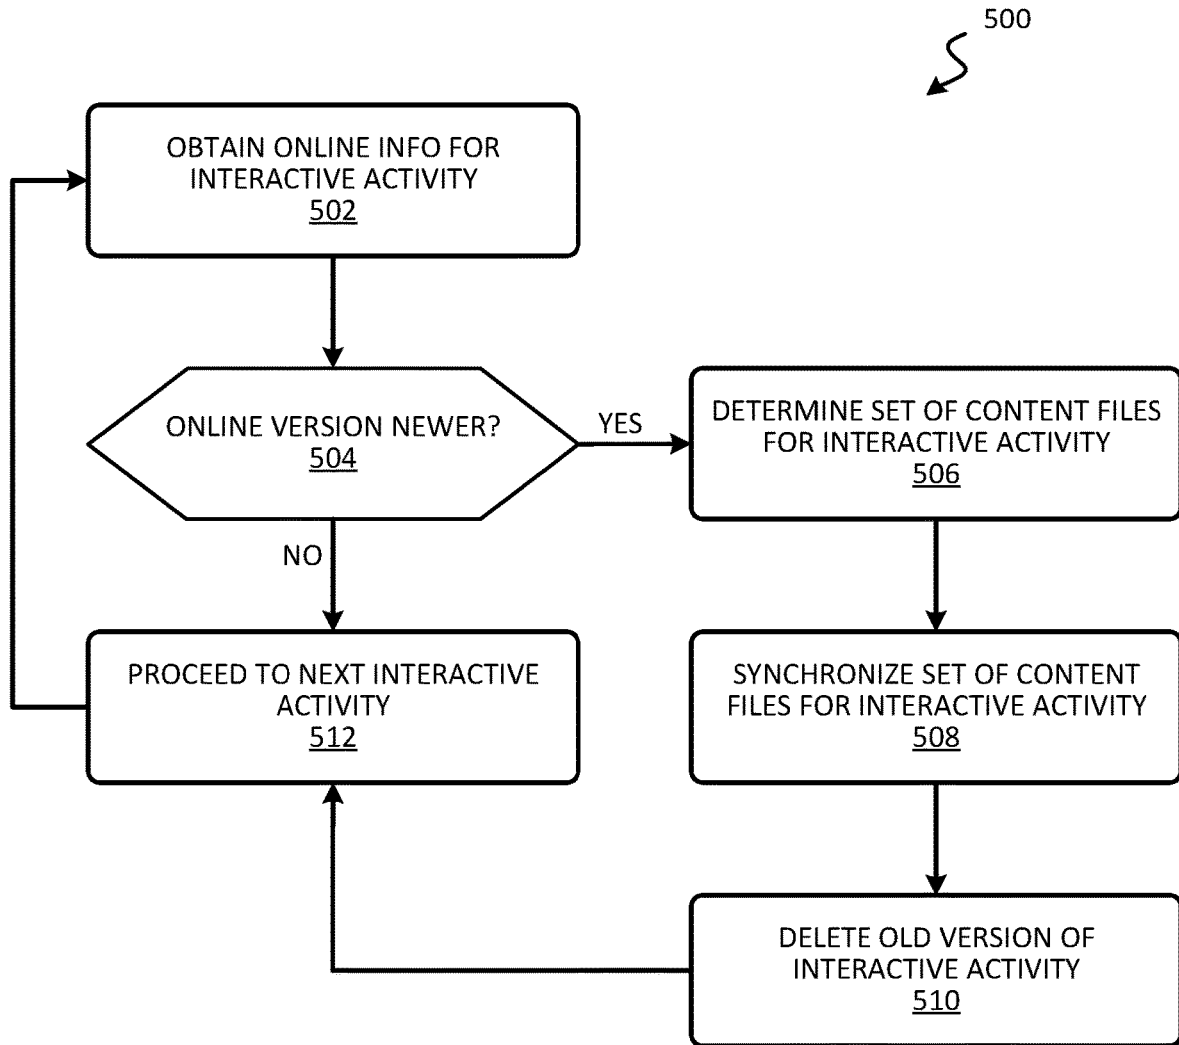 500
OBTAIN ONLINE INFO FOR
INTERACTIVE ACTIVITY
502
ONLINE VERSION NEWER?
504
YES
DETERMINE SET OF CONTENT FILES
FOR INTERACTIVE ACTIVITY
506
NO
PROCEED TO NEXT INTERACTIVE
ACTIVITY
512
SYNCHRONIZE SET OF CONTENT
FILES FOR INTERACTIVE ACTIVITY
508
DELETE OLD VERSION OF
INTERACTIVE ACTIVITY
510